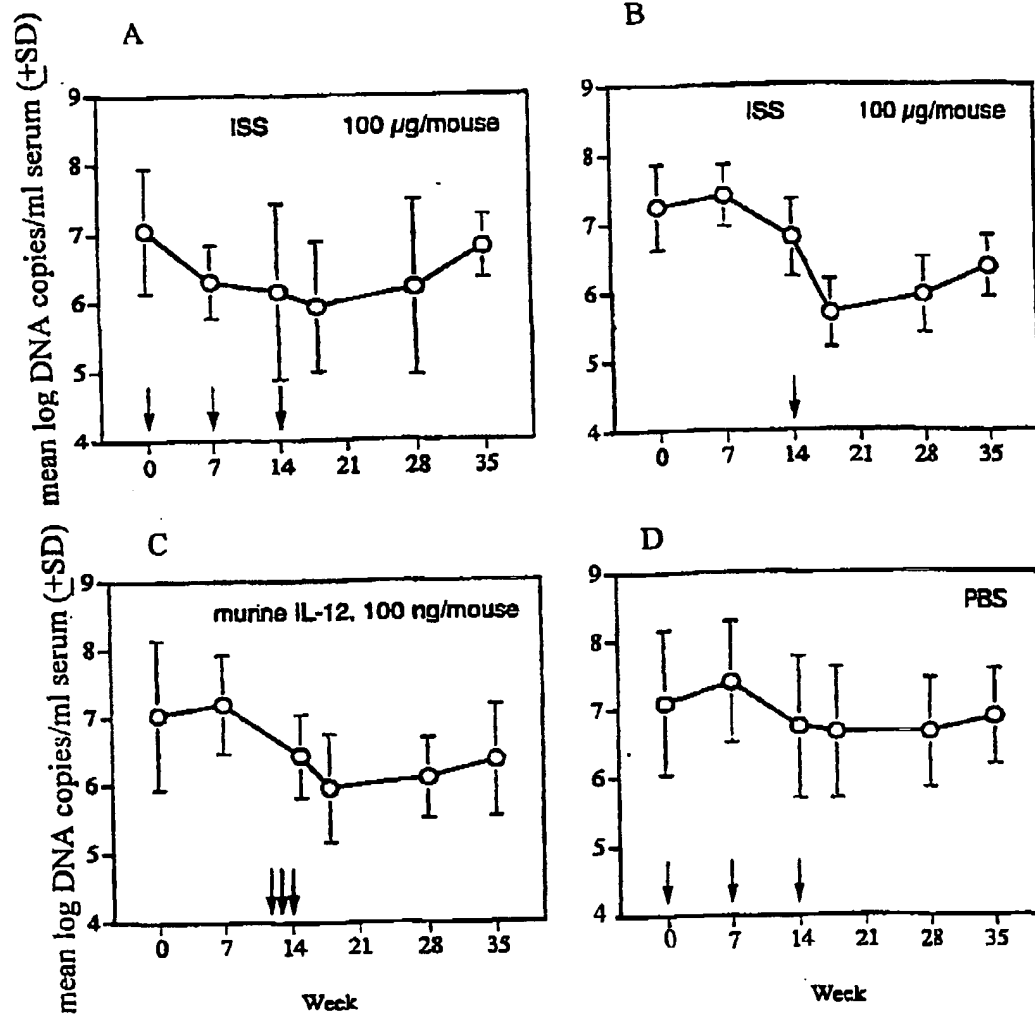 A
mean log DNA copies/ml serum (±SD)
ISS 100 µg/mouse
9
8
7
6
5
4
0 7 14 21 28 35
B
ISS 100 µg/mouse
9
8
7
6
5
4
0 7 14 21 28 35
C
mean log DNA copies/ml serum (±SD)
murine IL-12, 100 ng/mouse
9
8
7
6
5
4
0 7 14 21 28 35
Week
D
PBS
9
8
7
6
5
4
0 7 14 21 28 35
Week